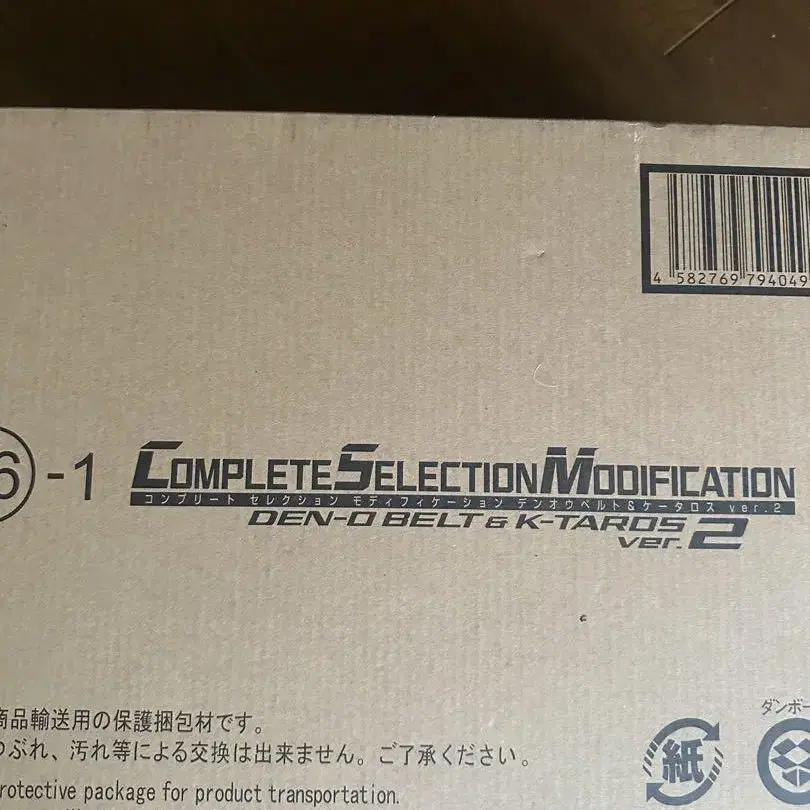 4 582769 794049
6-1
COMPLETE SELECTION MODIFICATION
コンプリート セレクション モディフィケーション デンオウベルト&ケータロス ver.2
DEN-O BELT & K-TAROS
ver.2
商品輸送用の保護梱包材です。
つぶれ、汚れ等による交換は出来ません。ご了承ください。
rotective package for product transportation.
ダンボー
紙